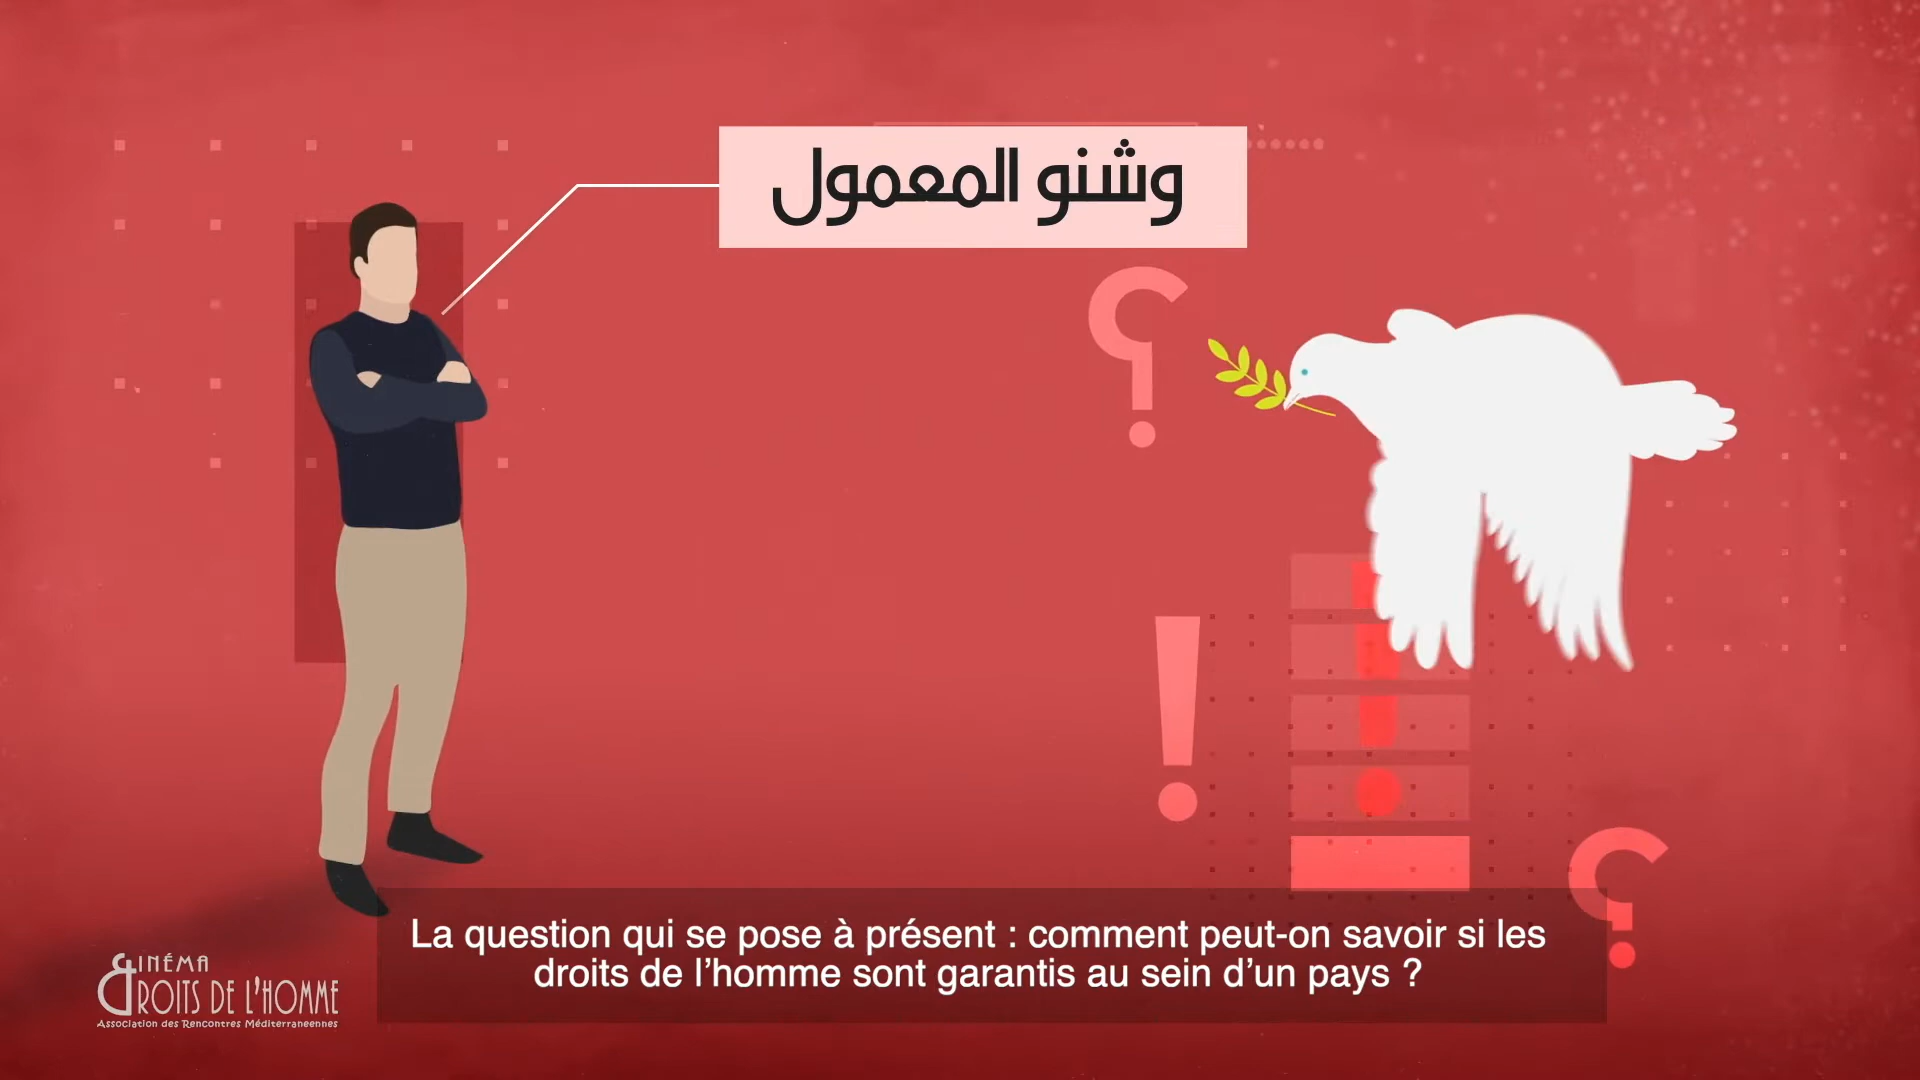 وشنو المعمول
؟
!
!
؟
La question qui se pose à présent : comment peut-on savoir si les
droits de l’homme sont garantis au sein d’un pays ?
CINÉMA
& DROITS DE L'HOMME
Association des Rencontres Méditerraneennes